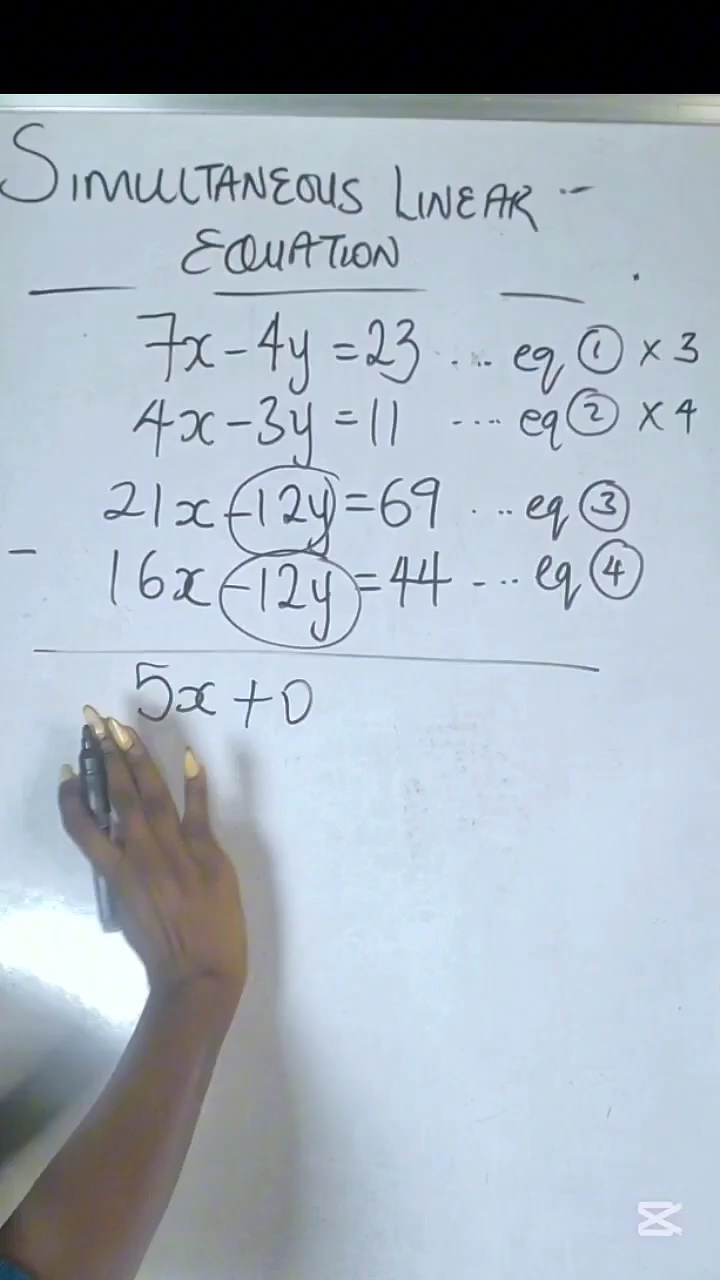 SIMULTANEOUS LINEAR -
EQUATION
7x - 4y = 23 ..... eq ① x 3
4x - 3y = 11 .... eq ② x 4
21x - 12y = 69 ... eq ③
- 16x - 12y = 44 -... eq ④
5x + 0